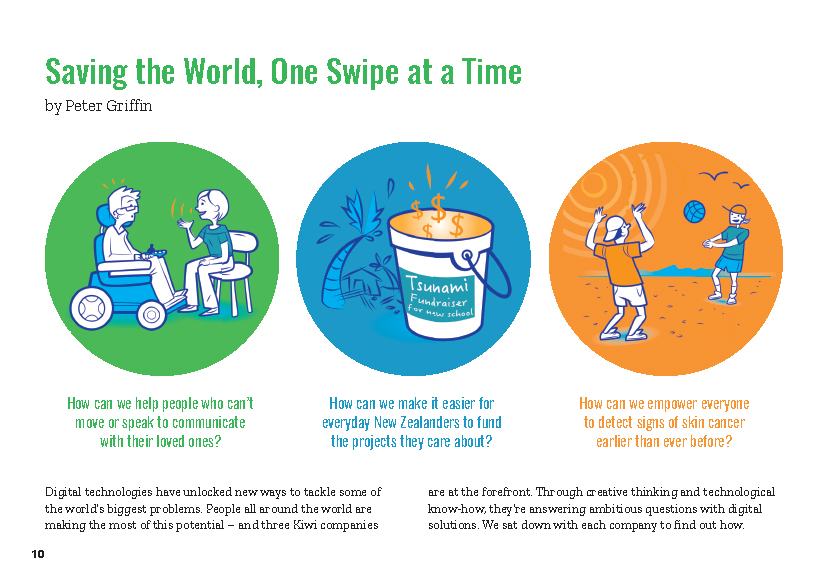 Saving the World, One Swipe at a Time
by Peter Griffin
$ $ $ $
Tsunami
Fundraiser
for new school
How can we help people who can't
move or speak to communicate
with their loved ones?
How can we make it easier for
everyday New Zealanders to fund
the projects they care about?
How can we empower everyone
to detect signs of skin cancer
earlier than ever before?
Digital technologies have unlocked new ways to tackle some of
the world's biggest problems. People all around the world are
making the most of this potential – and three Kiwi companies
are at the forefront. Through creative thinking and technological
know-how, they're answering ambitious questions with digital
solutions. We sat down with each company to find out how.
10